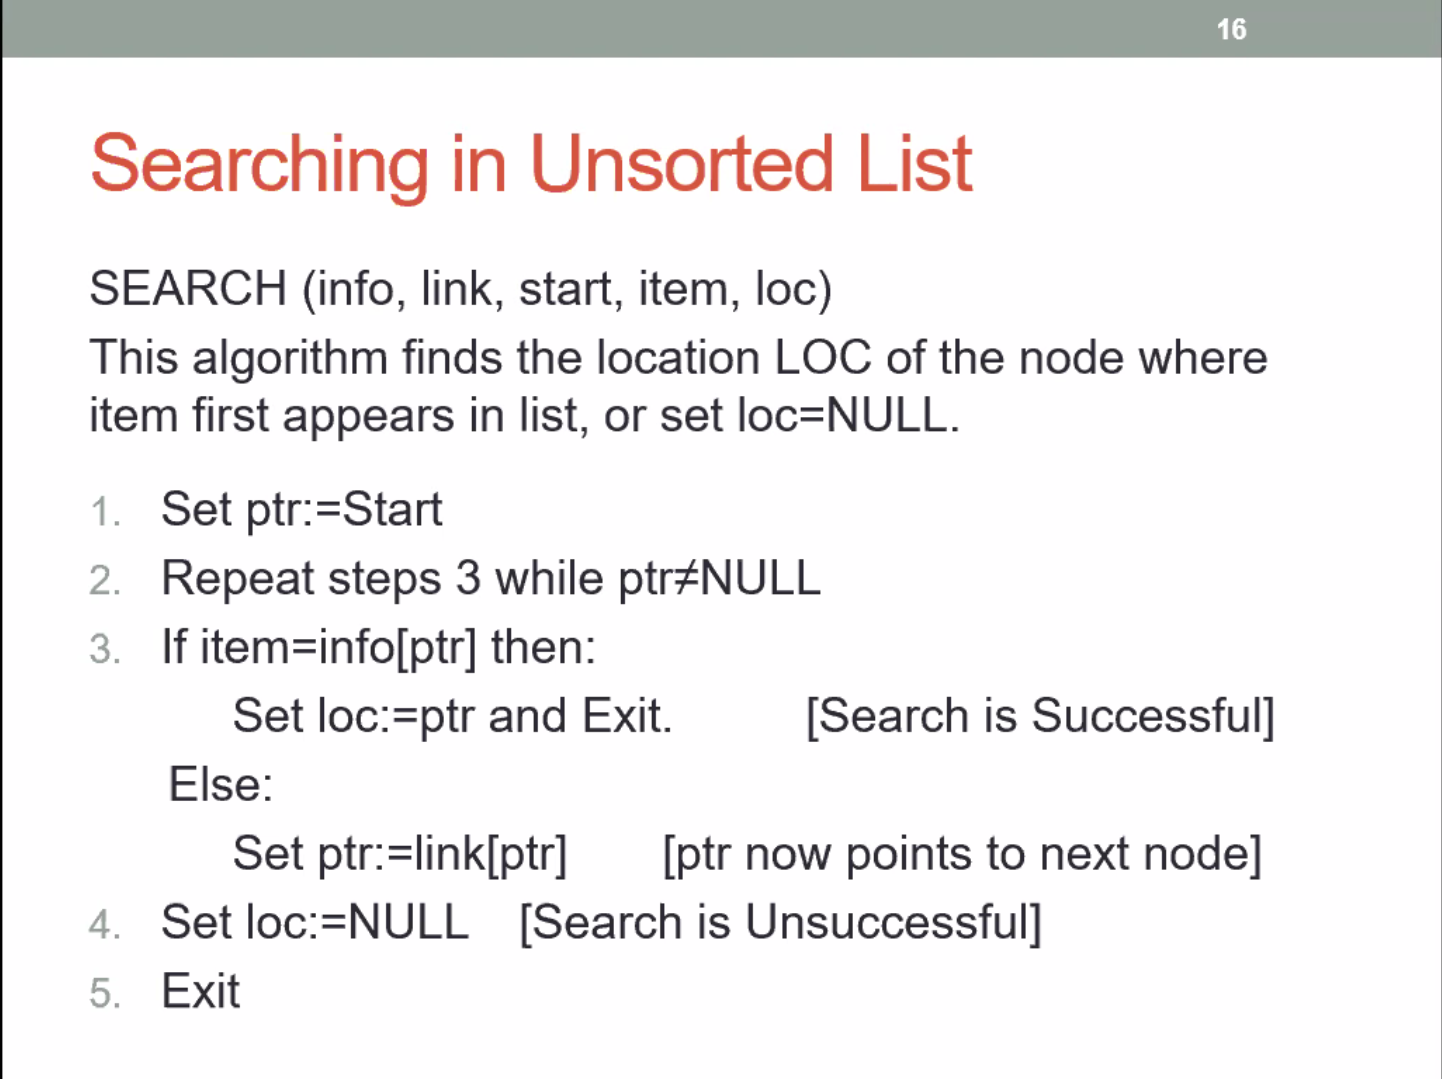 16
Searching in Unsorted List
SEARCH (info, link, start, item, loc)
This algorithm finds the location LOC of the node where
item first appears in list, or set loc=NULL.
1. Set ptr:=Start
2. Repeat steps 3 while ptr≠NULL
3. If item=info[ptr] then:
Set loc:=ptr and Exit. [Search is Successful]
Else:
Set ptr:=link[ptr] [ptr now points to next node]
4. Set loc:=NULL [Search is Unsuccessful]
5. Exit